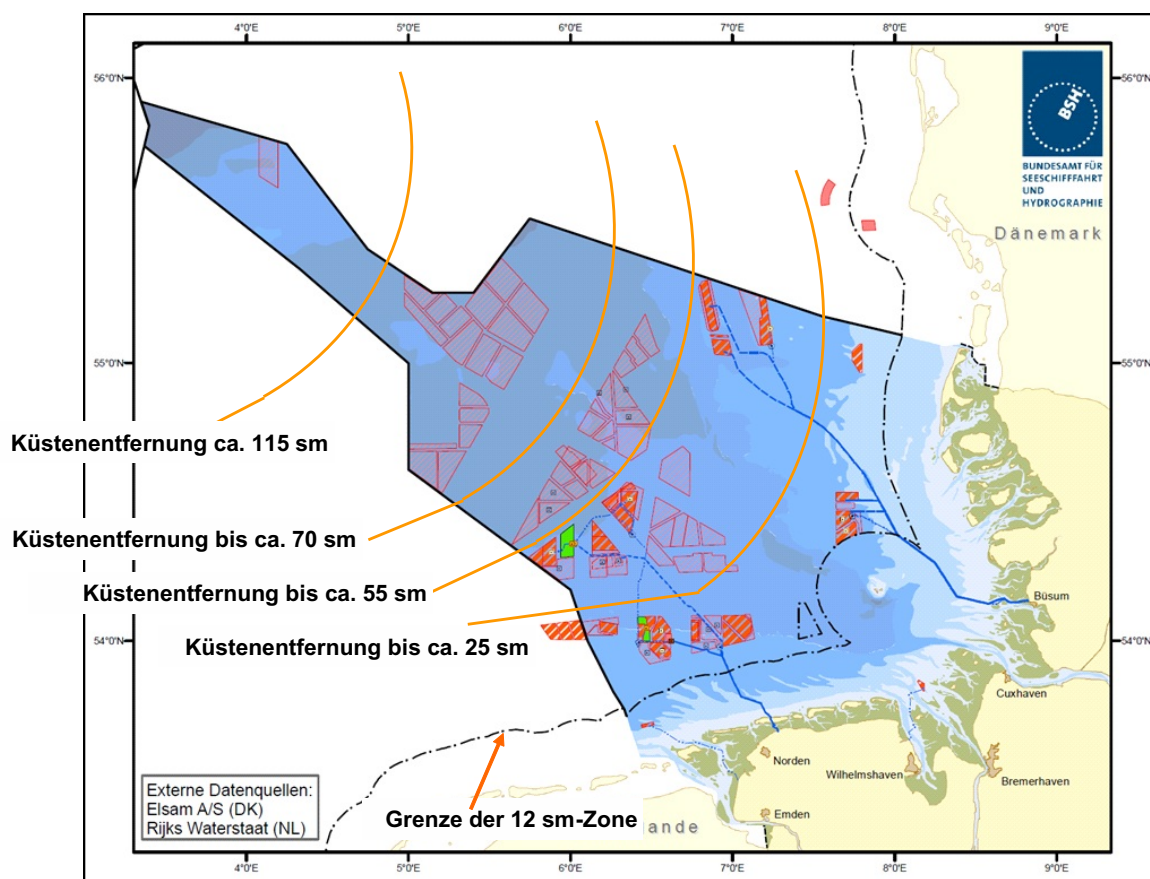 4°0'E 5°0'E 6°0'E 7°0'E 8°0'E 9°0'E
56°0'N 56°0'N
BSH
BUNDESAMT FÜR
SEESCHIFFFAHRT
UND
HYDROGRAPHIE
Dänemark
55°0'N 55°0'N
Küstenentfernung ca. 115 sm
Küstenentfernung bis ca. 70 sm
Küstenentfernung bis ca. 55 sm
Büsum
Küstenentfernung bis ca. 25 sm
54°0'N 54°0'N
Cuxhaven
Norden
Wilhelmshaven
Bremerhaven
Externe Datenquellen:
Elsam A/S (DK)
Rijks Waterstaat (NL)
Grenze der 12 sm-Zone
ande
Emden
4°0'E 5°0'E 6°0'E 7°0'E 8°0'E 9°0'E